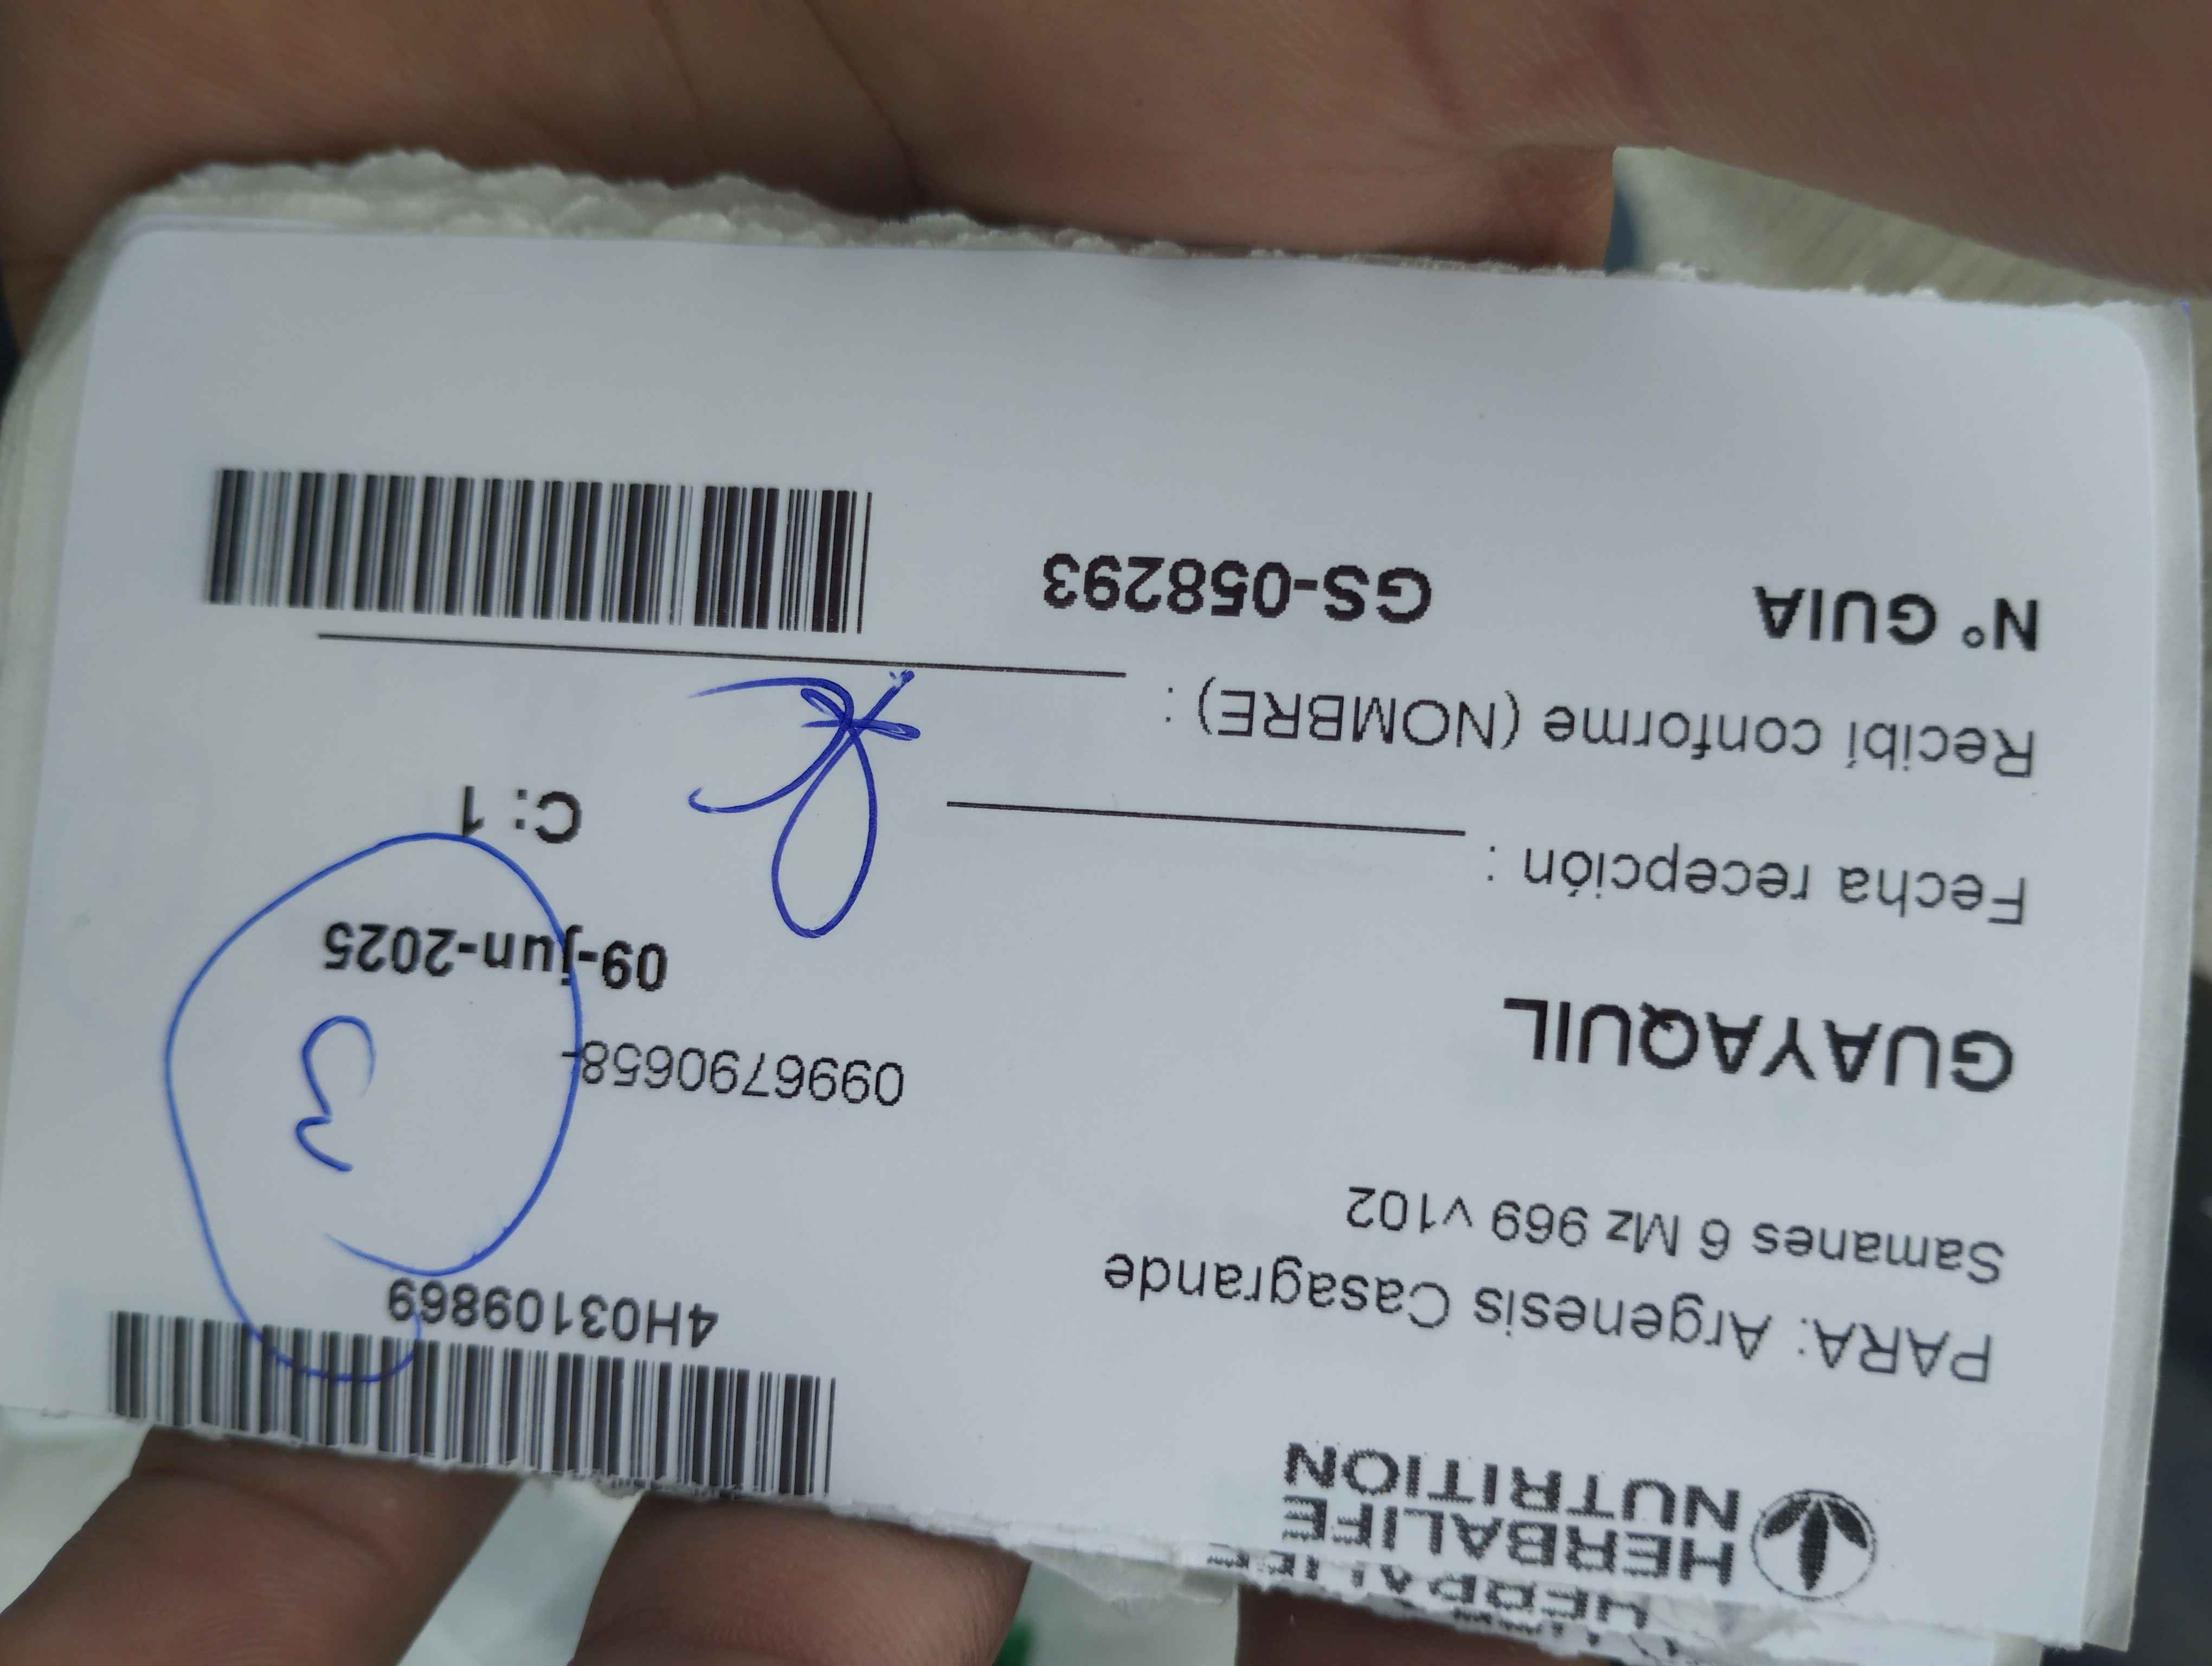 HERBALIFE
NUTRITION
4H03109869
PARA: Argenesis Casagrande
Samanes 6 Mz 969 v102
3
0996790658-
GUAYAQUIL
09-jun-2025
Fecha recepción :
C: 1
Recibí conforme (NOMBRE) :
N° GUIA GS-058293